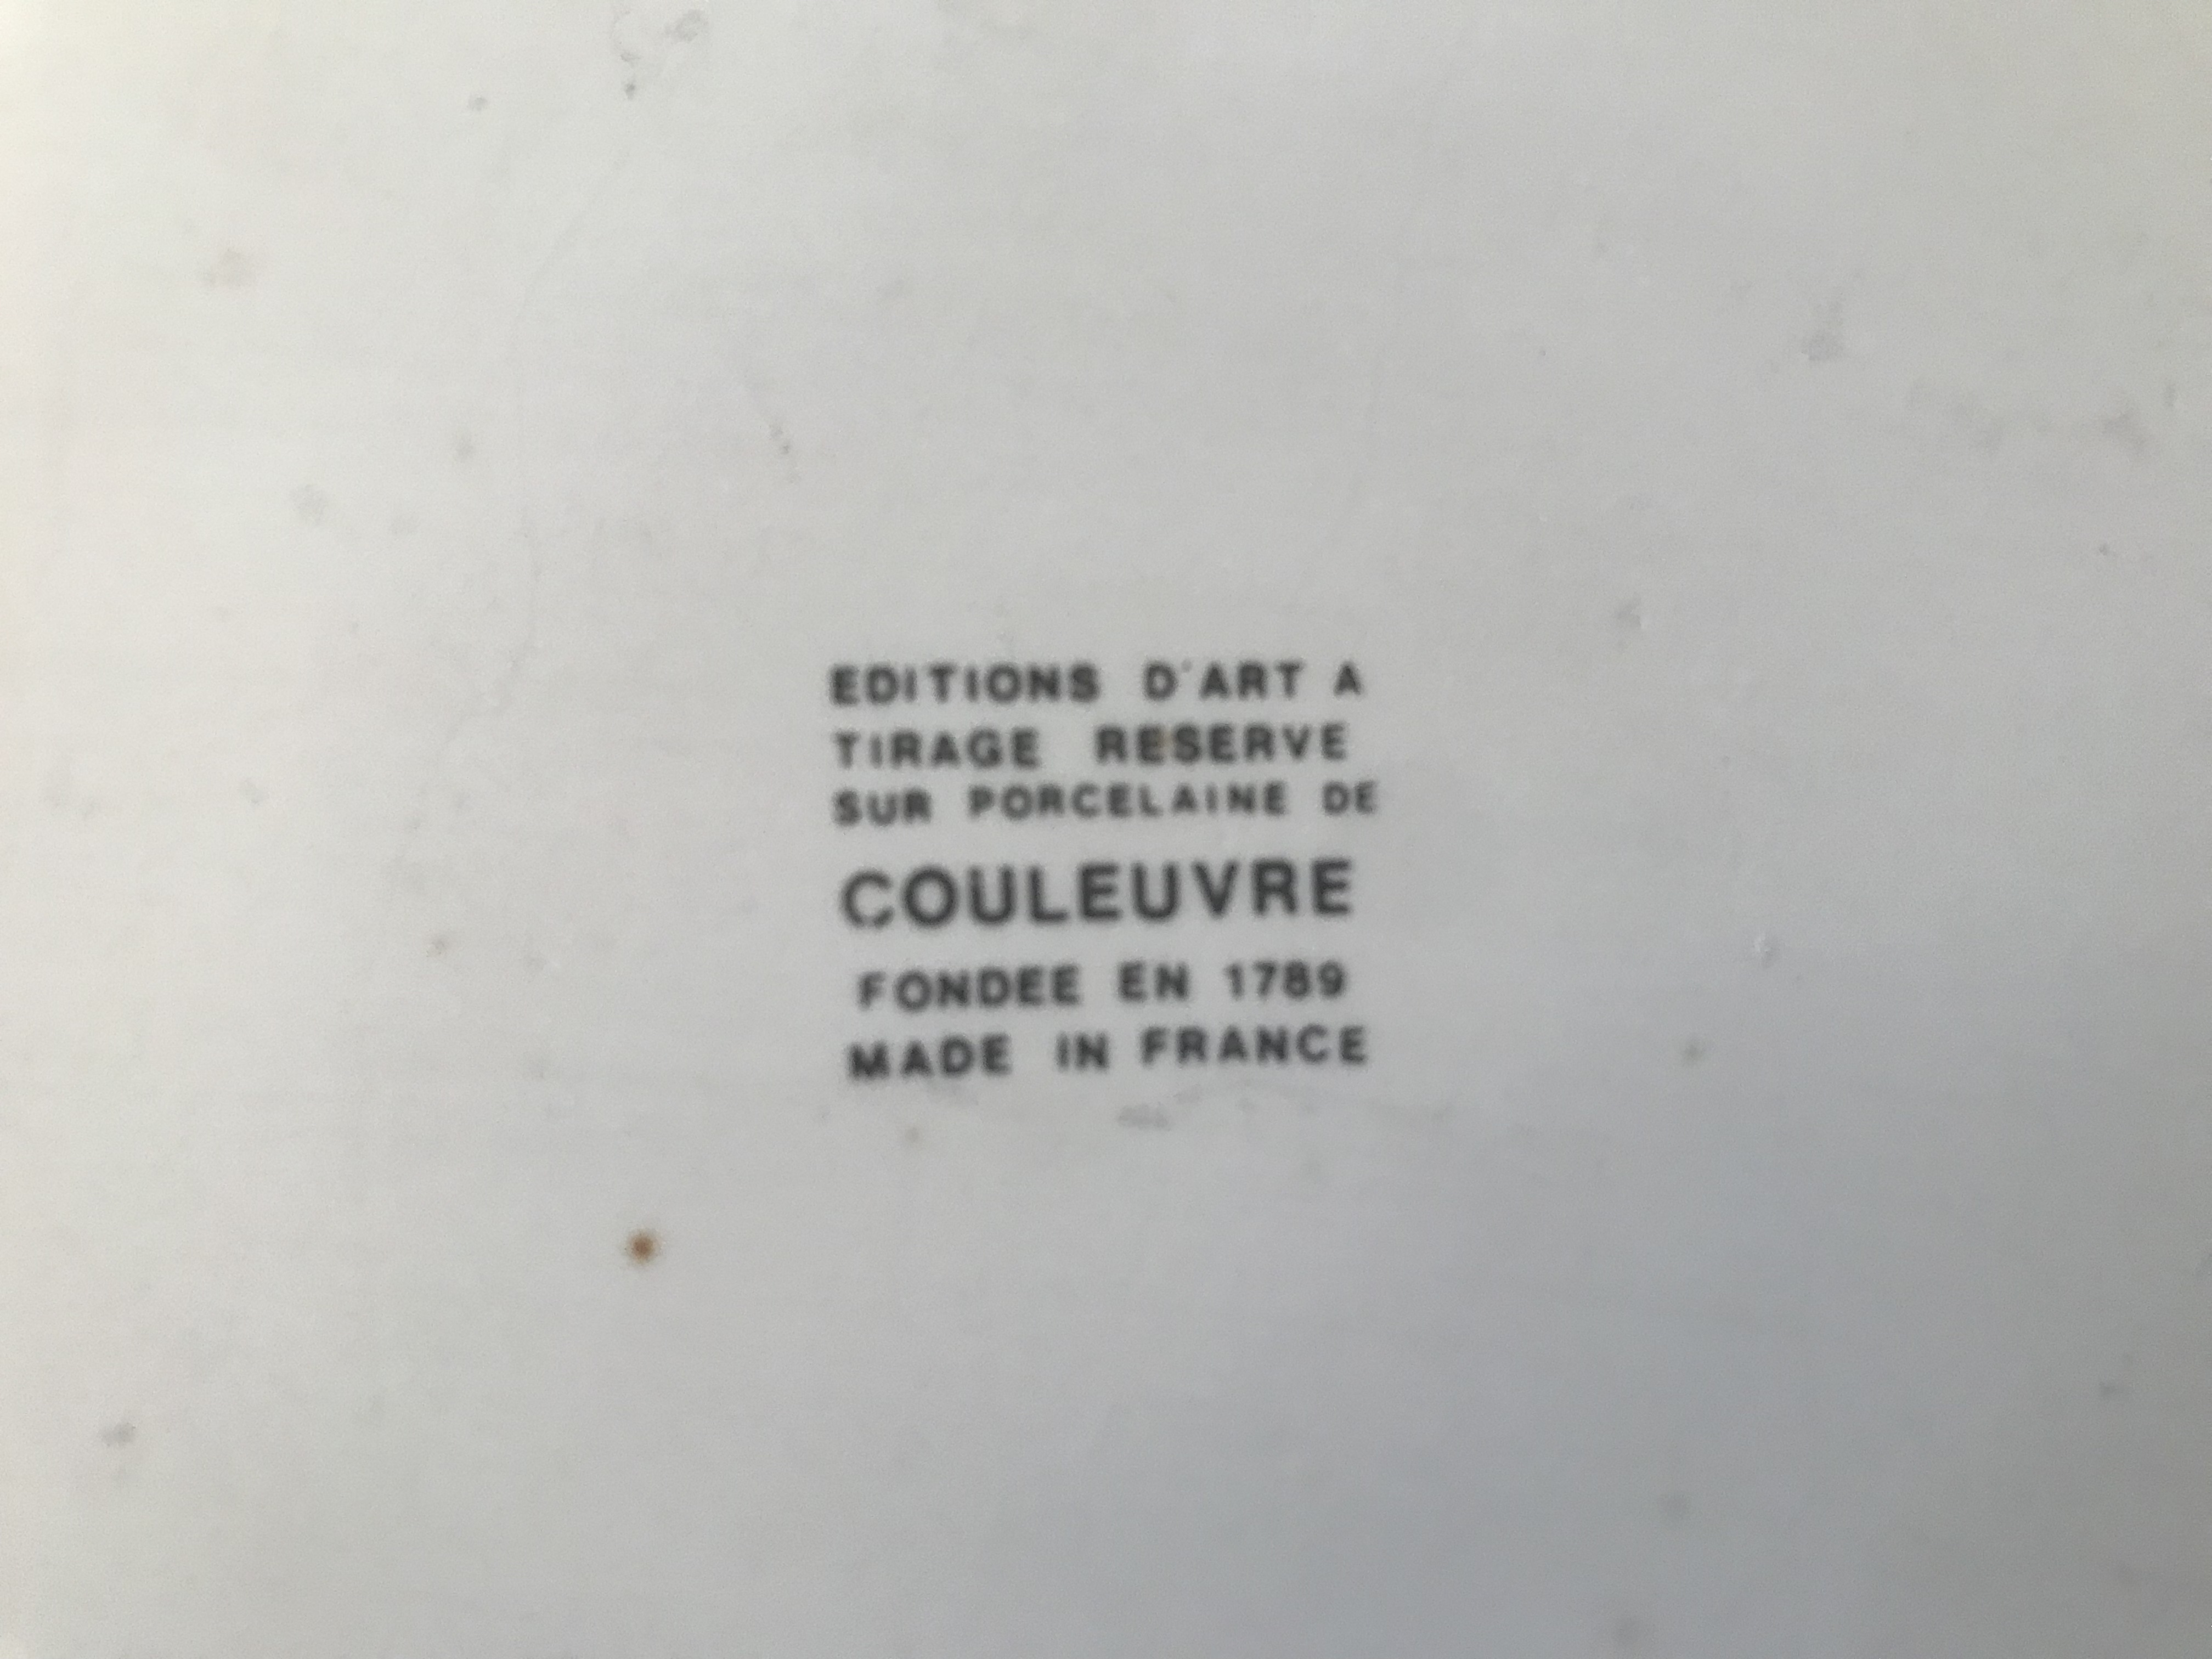 EDITIONS D'ART A
TIRAGE RESERVE
SUR PORCELAINE DE
COULEUVRE
FONDEE EN 1789
MADE IN FRANCE